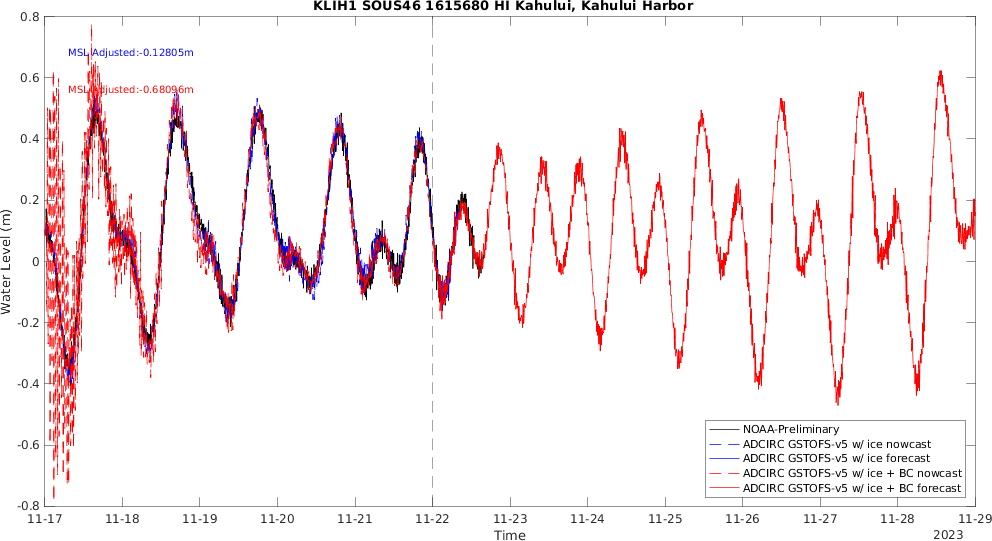 KLIH1 SOUS46 1615680 HI Kahului, Kahului Harbor
MSL Adjusted:-0.12805m
MSL Adjusted:-0.68096m
Water Level (m)
0.8
0.6
0.4
0.2
0
-0.2
-0.4
-0.6
-0.8
NOAA-Preliminary
ADCIRC GSTOFS-v5 w/ ice nowcast
ADCIRC GSTOFS-v5 w/ ice forecast
ADCIRC GSTOFS-v5 w/ ice + BC nowcast
ADCIRC GSTOFS-v5 w/ ice + BC forecast
11-17 11-18 11-19 11-20 11-21 11-22 11-23 11-24 11-25 11-26 11-27 11-28 11-29
Time
2023